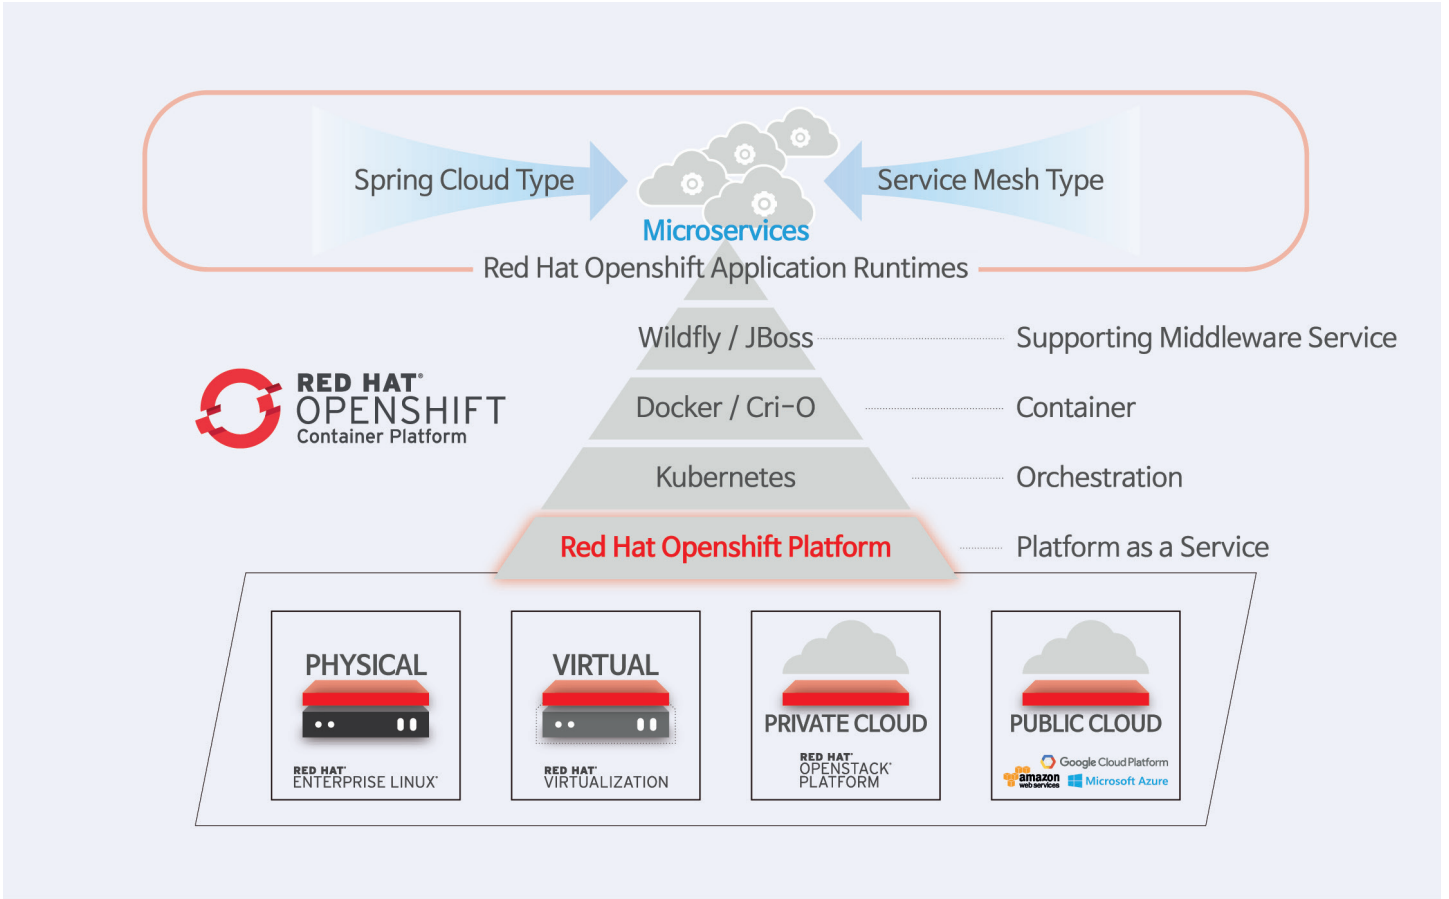 Spring Cloud Type
Service Mesh Type
Microservices
Red Hat Openshift Application Runtimes
Wildfly / JBoss
Supporting Middleware Service
RED HAT®
OPENSHIFT
Container Platform
Docker / Cri-O
Container
Kubernetes
Orchestration
Red Hat Openshift Platform
Platform as a Service
PHYSICAL
RED HAT®
ENTERPRISE LINUX®
VIRTUAL
RED HAT®
VIRTUALIZATION
PRIVATE CLOUD
RED HAT®
OPENSTACK®
PLATFORM
PUBLIC CLOUD
Google Cloud Platform
amazon
web services
Microsoft Azure